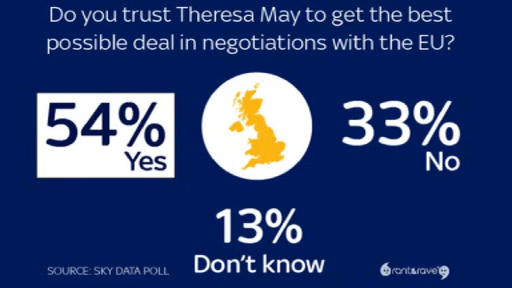 Do you trust Theresa May to get the best
possible deal in negotiations with the EU?
54%
Yes
33%
No
13%
Don't know
SOURCE: SKY DATA POLL
rant&rave